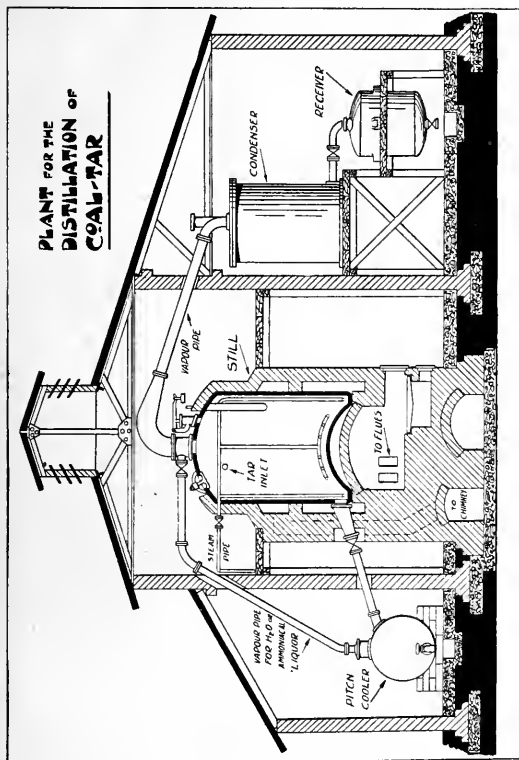 PLANT FOR THE
DISTILLATION OF
COAL-TAR
RECEIVER
CONDENSER
VAPOUR
PIPE
STILL
TAR
INLET
TO FLUES
STEAM
PIPE
TO
CHIMNEY
VAPOUR PIPE
FOR H2O or
AMMONIACAL
LIQUOR
PITCH
COOLER